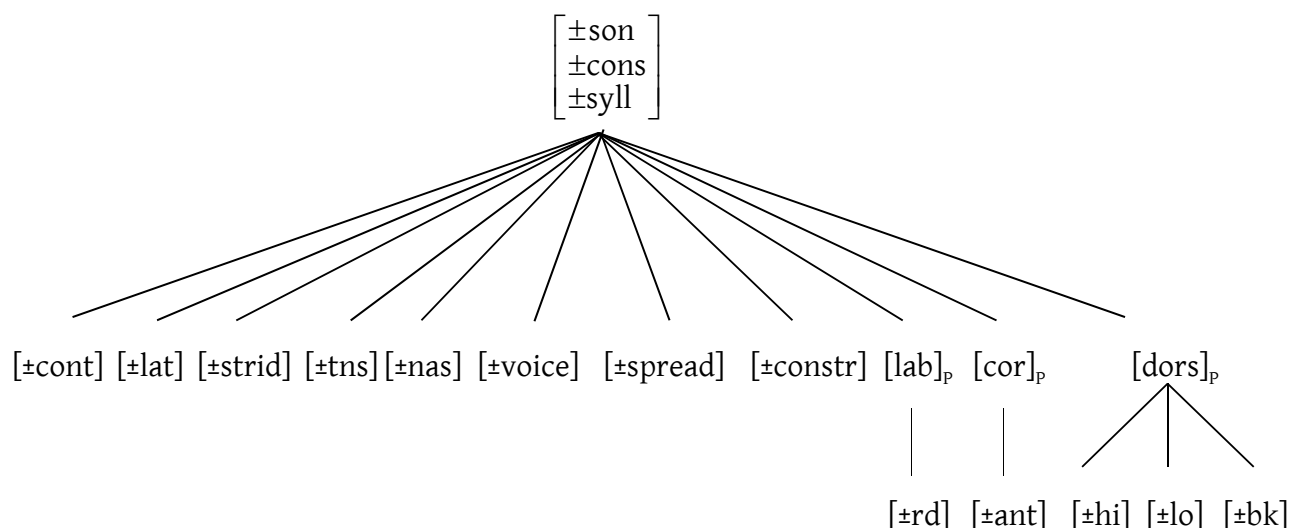 ±son
±cons
±syll
[±cont] [±lat] [±strid] [±tns] [±nas] [±voice] [±spread] [±constr] [lab]P [cor]P [dors]P
[±rd] [±ant] [±hi] [±lo] [±bk]